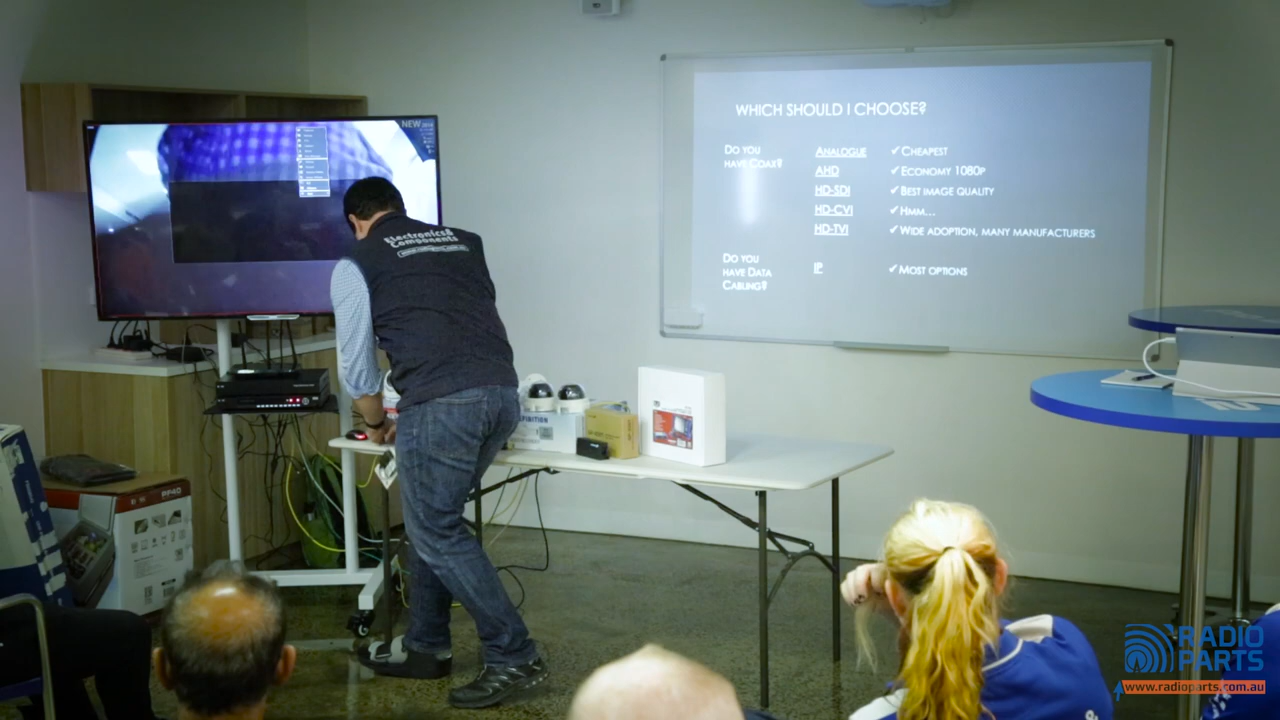 NEW
WHICH SHOULD I CHOOSE?
DO YOU
HAVE COAX?
ANALOGUE ✓CHEAPEST
AHD ✓ECONOMY 1080P
HD-SDI ✓BEST IMAGE QUALITY
HD-CVI ✓HMM...
HD-TVI ✓WIDE ADOPTION, MANY MANUFACTURERS
DO YOU
HAVE DATA
CABLING?
IP ✓MOST OPTIONS
Electronics &
Components
PP40
RADIO
PARTS
www.radioparts.com.au